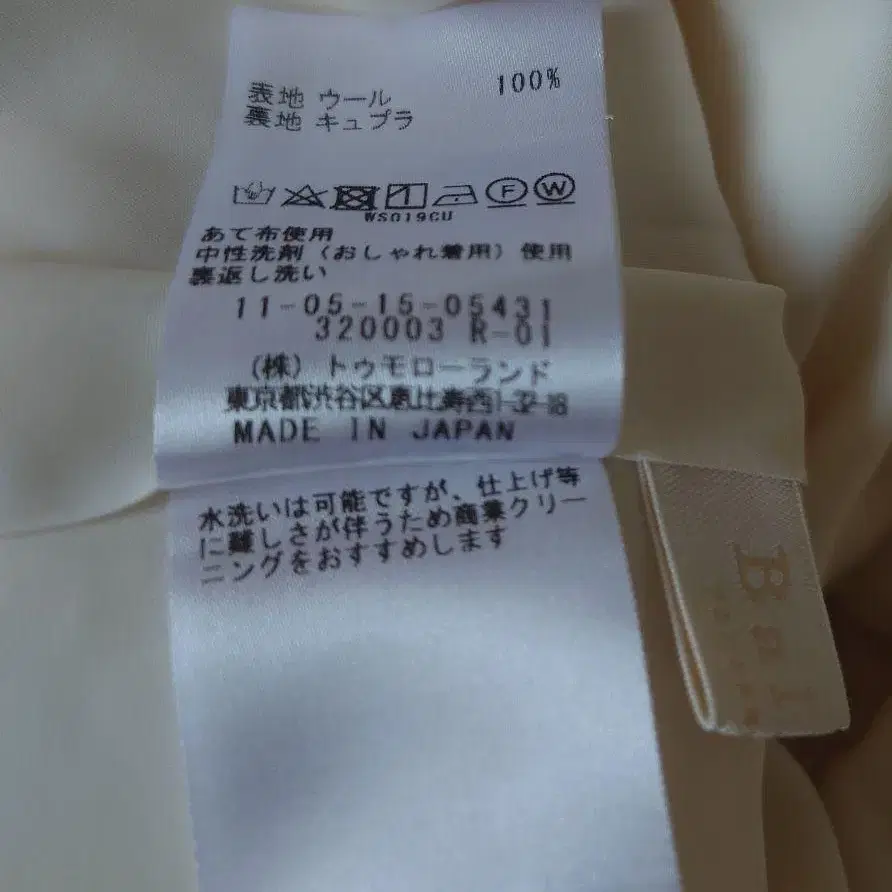 表地 ウール 100%
裏地 キュプラ
F W
WS019CU
あて布使用
中性洗剤（おしゃれ着用）使用
裏返し洗い
11-05-15-05431
320003 R-01
（株） トゥモローランド
東京都渋谷区恵比寿西1-32-18
MADE IN JAPAN
水洗いは可能ですが、仕上げ等
に難しさが伴うため商業クリー
ニングをおすすめします